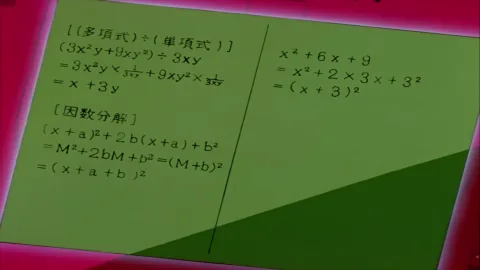 [(多項式)÷(単項式)]
(3x²y+9xy²)÷3xy
=3x²y×1/3xy+9xy²×1/3xy
=x+3y
[因数分解]
(x+a)²+2b(x+a)+b²
=M²+2bM+b²=(M+b)²
=(x+a+b)²
x²+6x+9
=x²+2×3x+3²
=(x+3)²